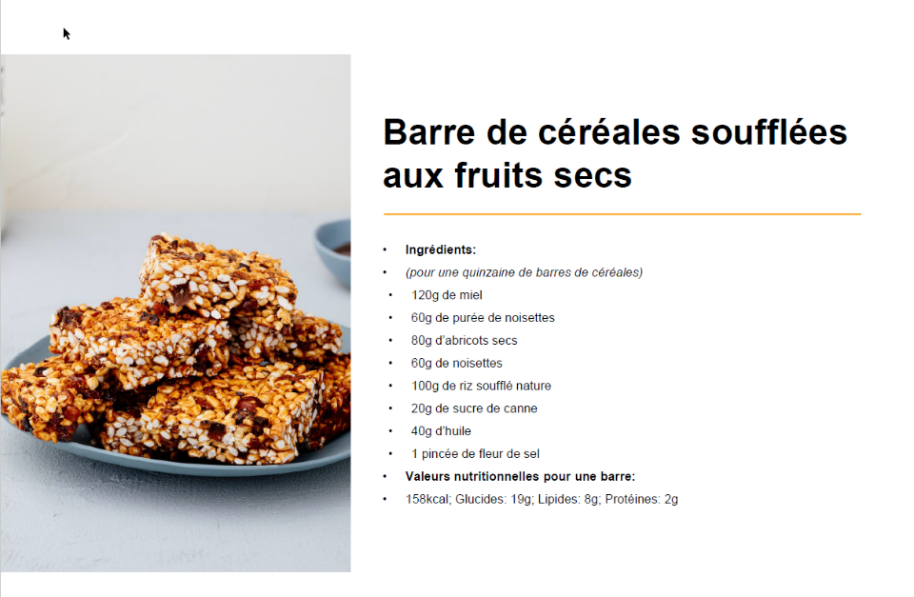 Barre de céréales soufflées
aux fruits secs
• Ingrédients:
• (pour une quinzaine de barres de céréales)
• 120g de miel
• 60g de purée de noisettes
• 80g d'abricots secs
• 60g de noisettes
• 100g de riz soufflé nature
• 20g de sucre de canne
• 40g d'huile
• 1 pincée de fleur de sel
• Valeurs nutritionnelles pour une barre:
• 158kcal; Glucides: 19g; Lipides: 8g; Protéines: 2g